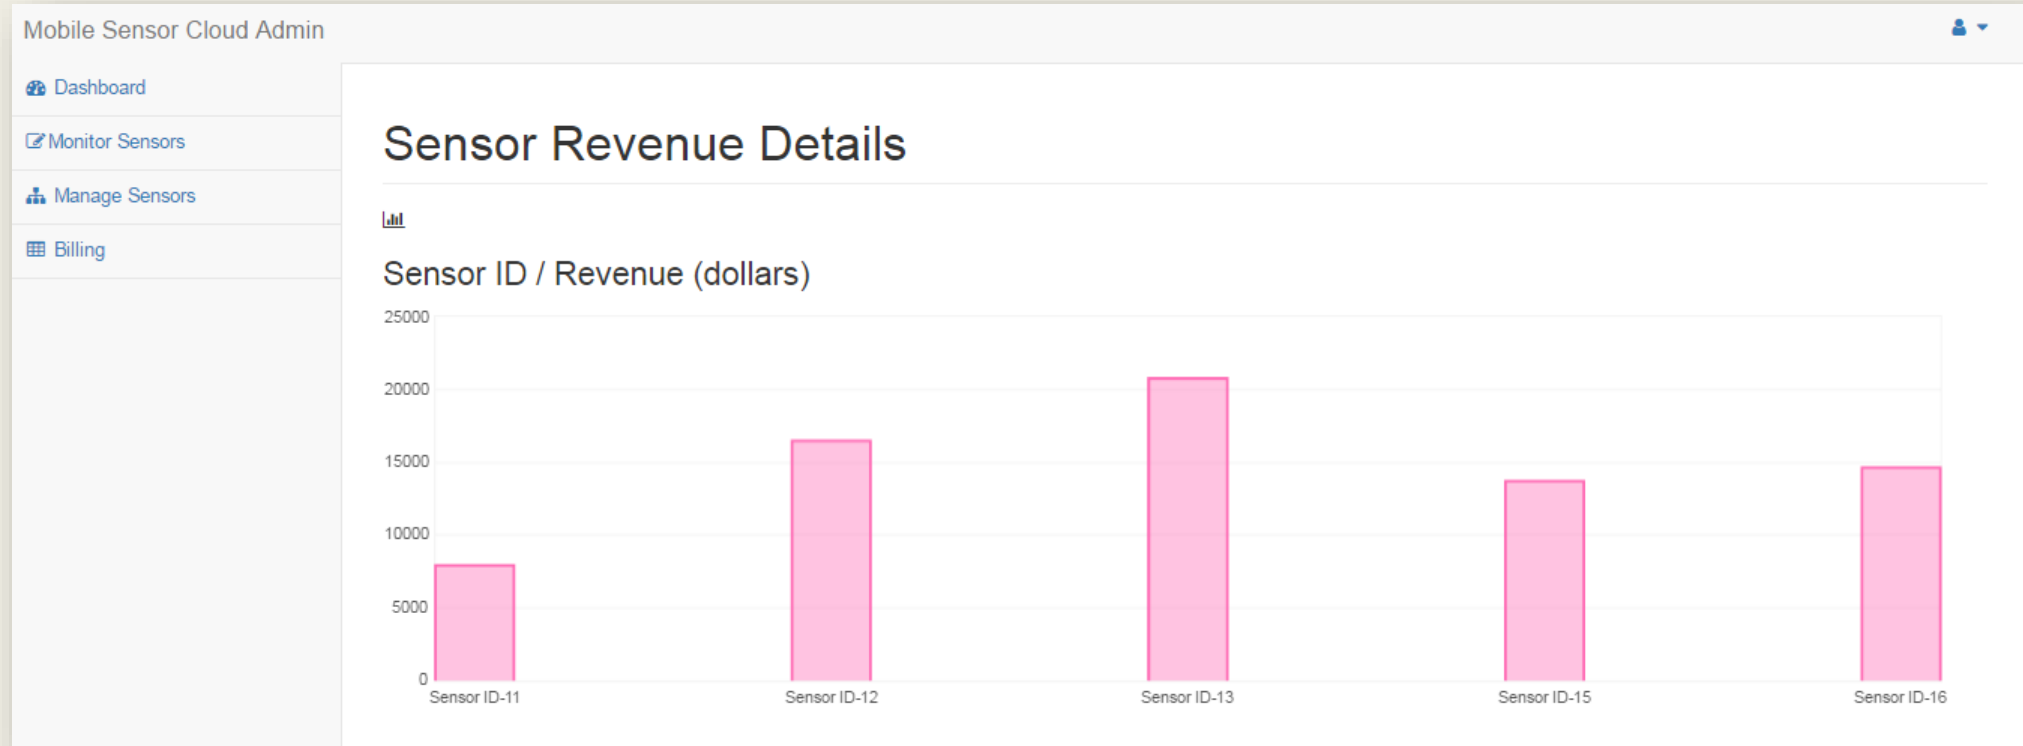 Mobile Sensor Cloud Admin
Dashboard
Monitor Sensors
Manage Sensors
Billing
Sensor Revenue Details
Sensor ID / Revenue (dollars)
25000
20000
15000
10000
5000
0
Sensor ID-11 Sensor ID-12 Sensor ID-13 Sensor ID-15 Sensor ID-16